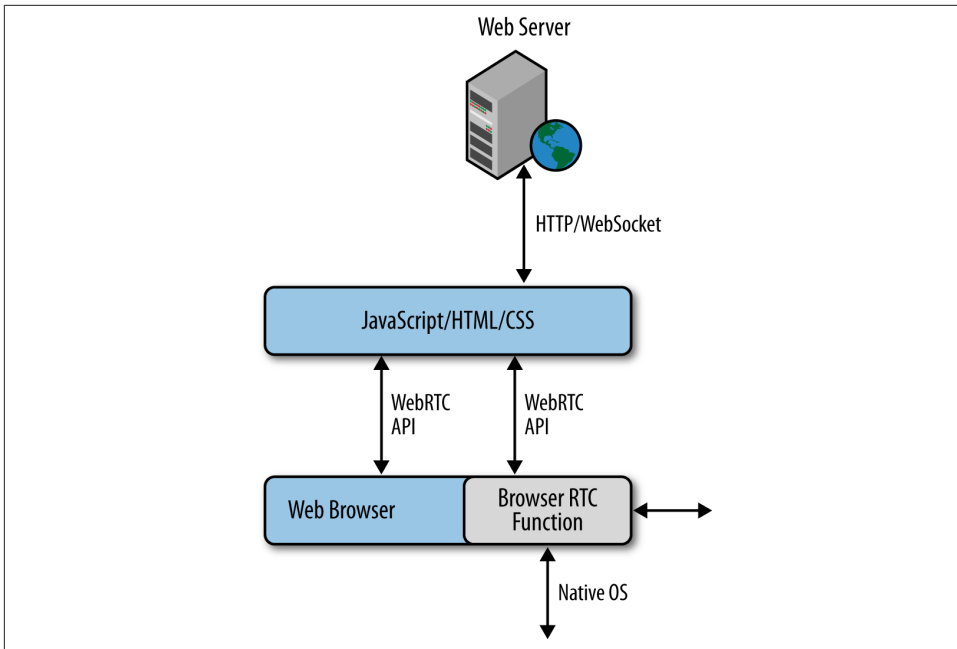 Web Server
HTTP/WebSocket
JavaScript/HTML/CSS
WebRTC
API
WebRTC
API
Web Browser
Browser RTC
Function
Native OS